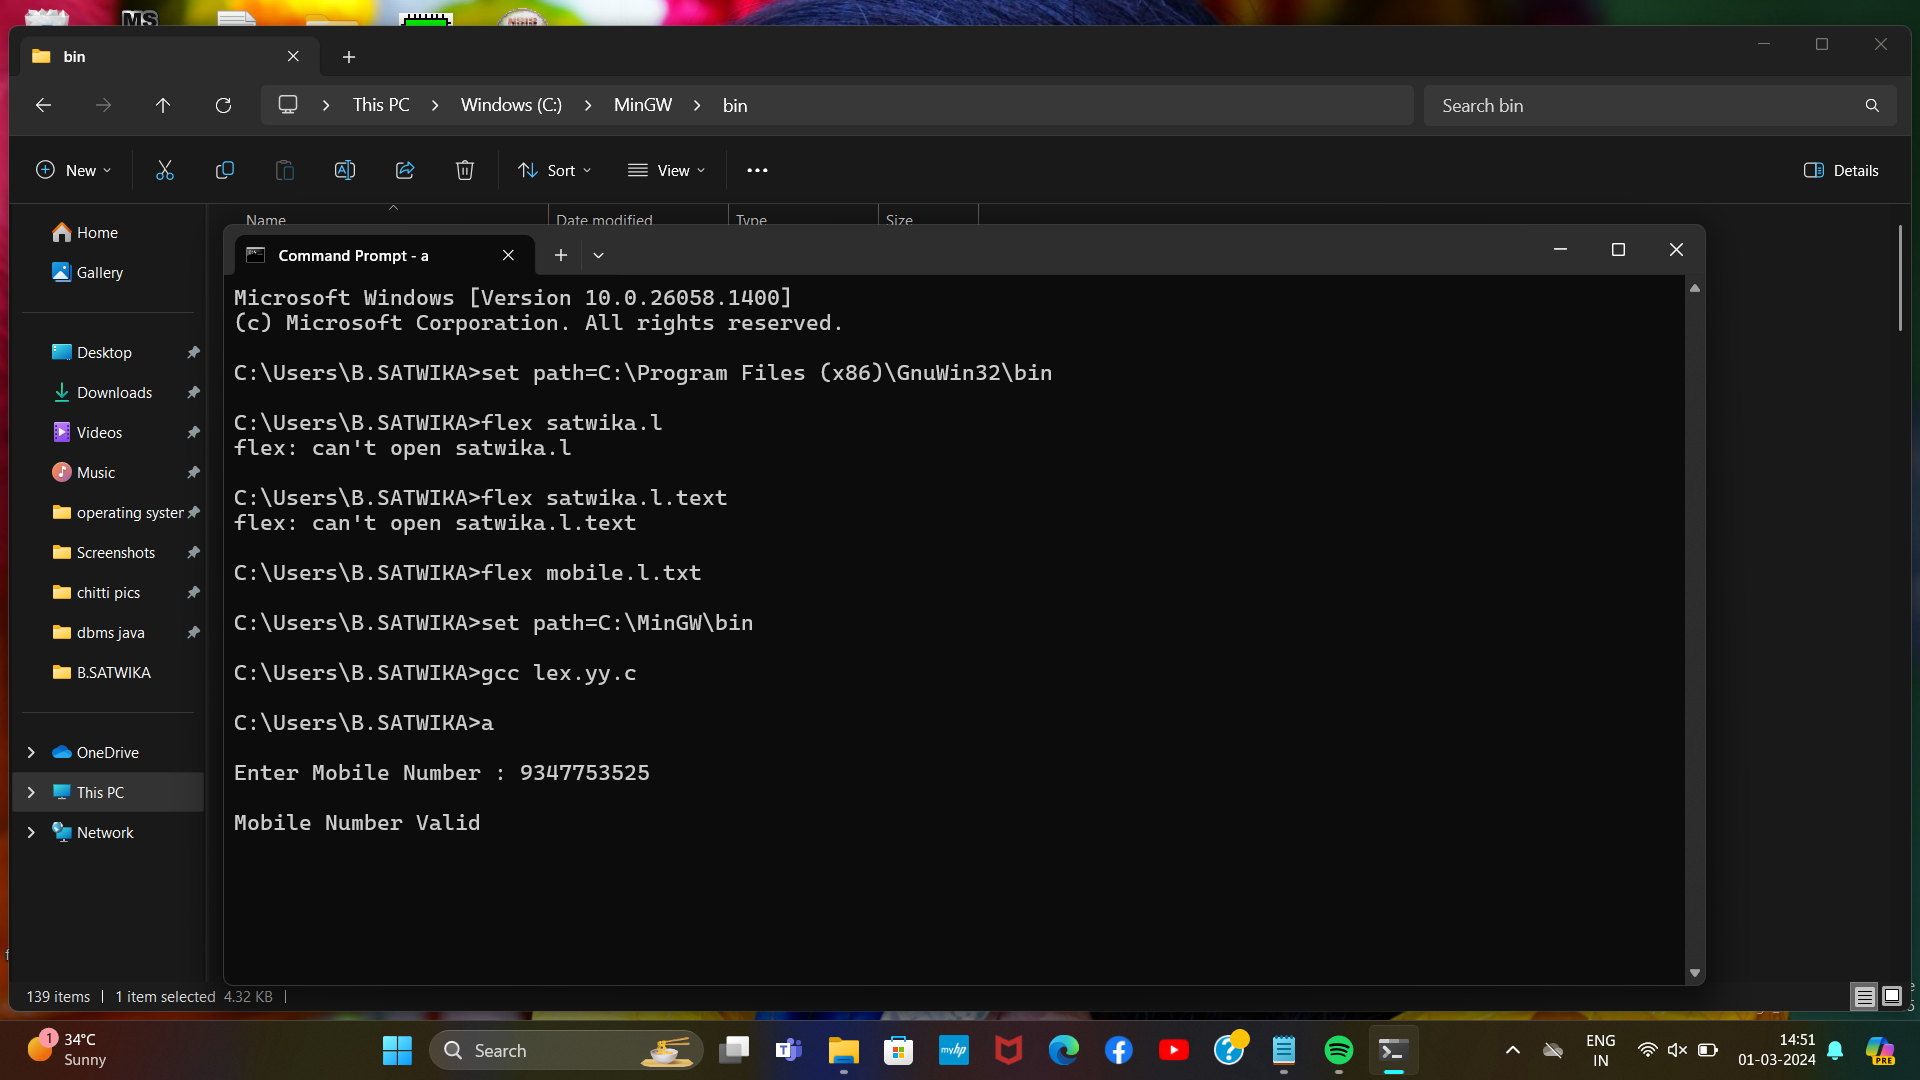 MS
bin
This PC > Windows (C:) > MinGW > bin
Search bin
New
Sort
View
Details
Name
Date modified
Type
Size
Home
Gallery
Desktop
Downloads
Videos
Music
operating syster
Screenshots
chitti pics
dbms java
B.SATWIKA
OneDrive
This PC
Network
Command Prompt - a
Microsoft Windows [Version 10.0.26058.1400]
(c) Microsoft Corporation. All rights reserved.
C:\Users\B.SATWIKA>set path=C:\Program Files (x86)\GnuWin32\bin
C:\Users\B.SATWIKA>flex satwika.l
flex: can't open satwika.l
C:\Users\B.SATWIKA>flex satwika.l.text
flex: can't open satwika.l.text
C:\Users\B.SATWIKA>flex mobile.l.txt
C:\Users\B.SATWIKA>set path=C:\MinGW\bin
C:\Users\B.SATWIKA>gcc lex.yy.c
C:\Users\B.SATWIKA>a
Enter Mobile Number : 9347753525
Mobile Number Valid
139 items | 1 item selected 4.32 KB |
1
34°C
Sunny
Search
myhp
ENG
IN
14:51
01-03-2024
PRE